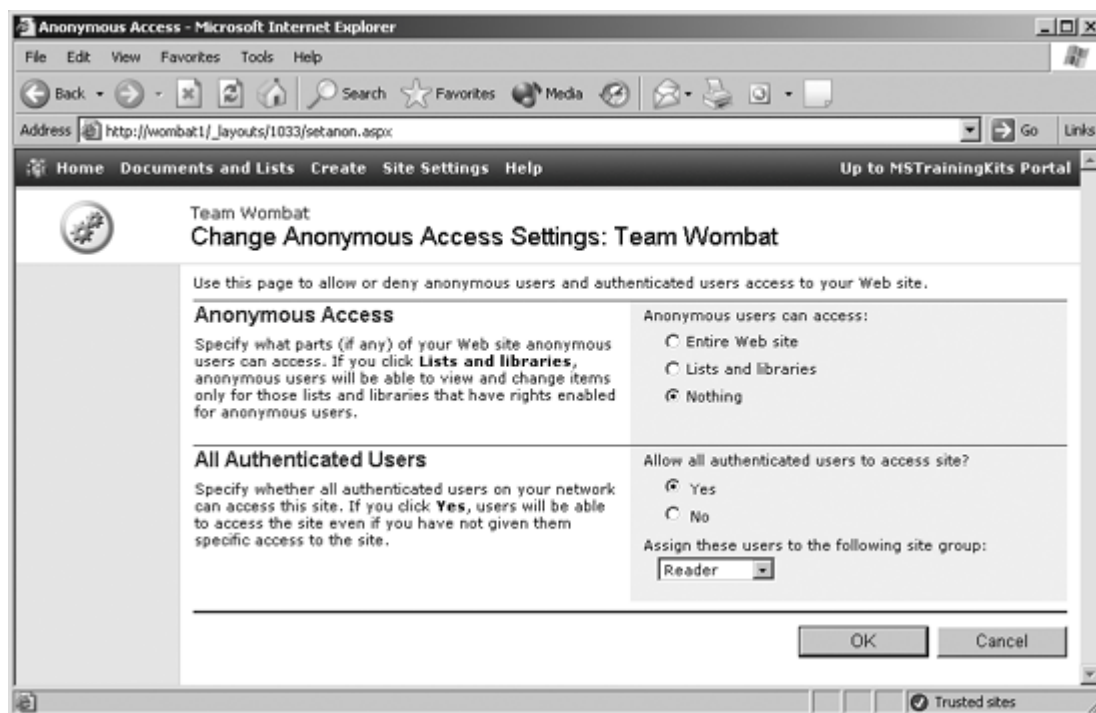 Anonymous Access - Microsoft Internet Explorer
File Edit View Favorites Tools Help
Back Search Favorites Media
Address http://wombat1/_layouts/1033/setanon.aspx Go Links
Home Documents and Lists Create Site Settings Help Up to MSTrainingKits Portal
Team Wombat
Change Anonymous Access Settings: Team Wombat
Use this page to allow or deny anonymous users and authenticated users access to your Web site.
Anonymous Access
Specify what parts (if any) of your Web site anonymous
users can access. If you click Lists and libraries,
anonymous users will be able to view and change items
only for those lists and libraries that have rights enabled
for anonymous users.
Anonymous users can access:
Entire Web site
Lists and libraries
Nothing
All Authenticated Users
Specify whether all authenticated users on your network
can access this site. If you click Yes, users will be able
to access the site even if you have not given them
specific access to the site.
Allow all authenticated users to access site?
Yes
No
Assign these users to the following site group:
Reader
OK Cancel
Trusted sites